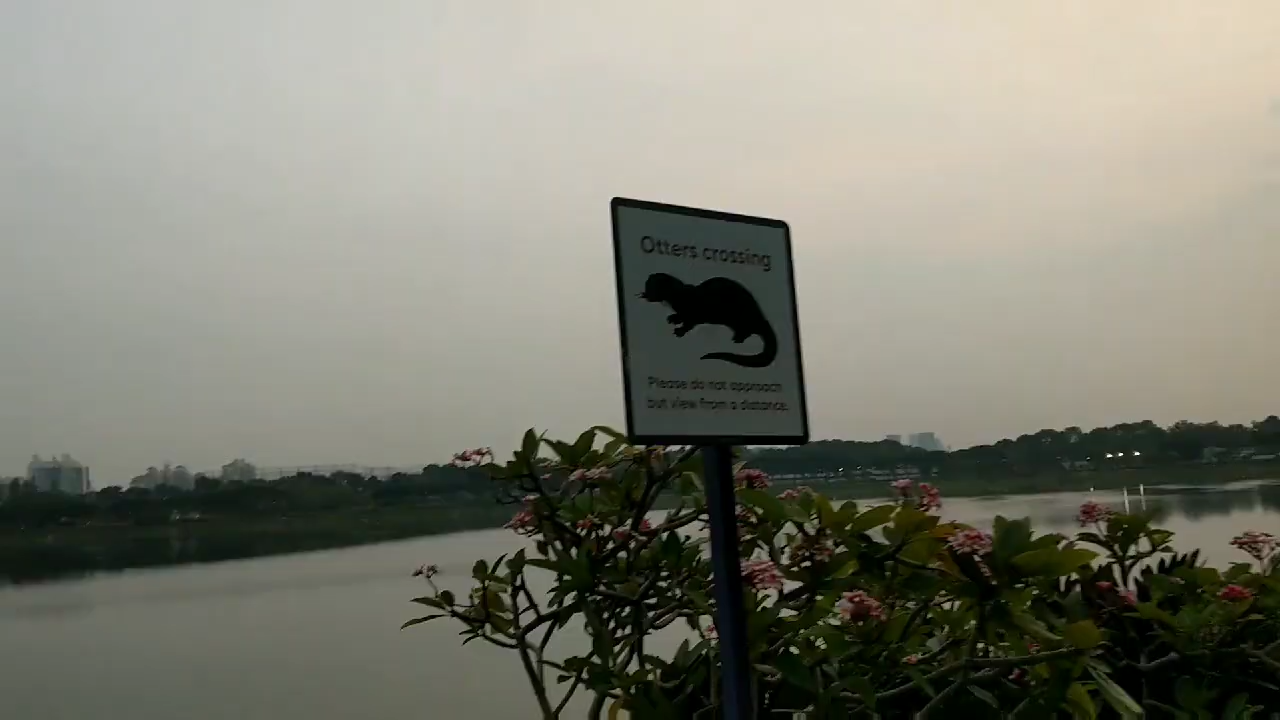 Otters crossing
Please do not approach
but view from a distance.